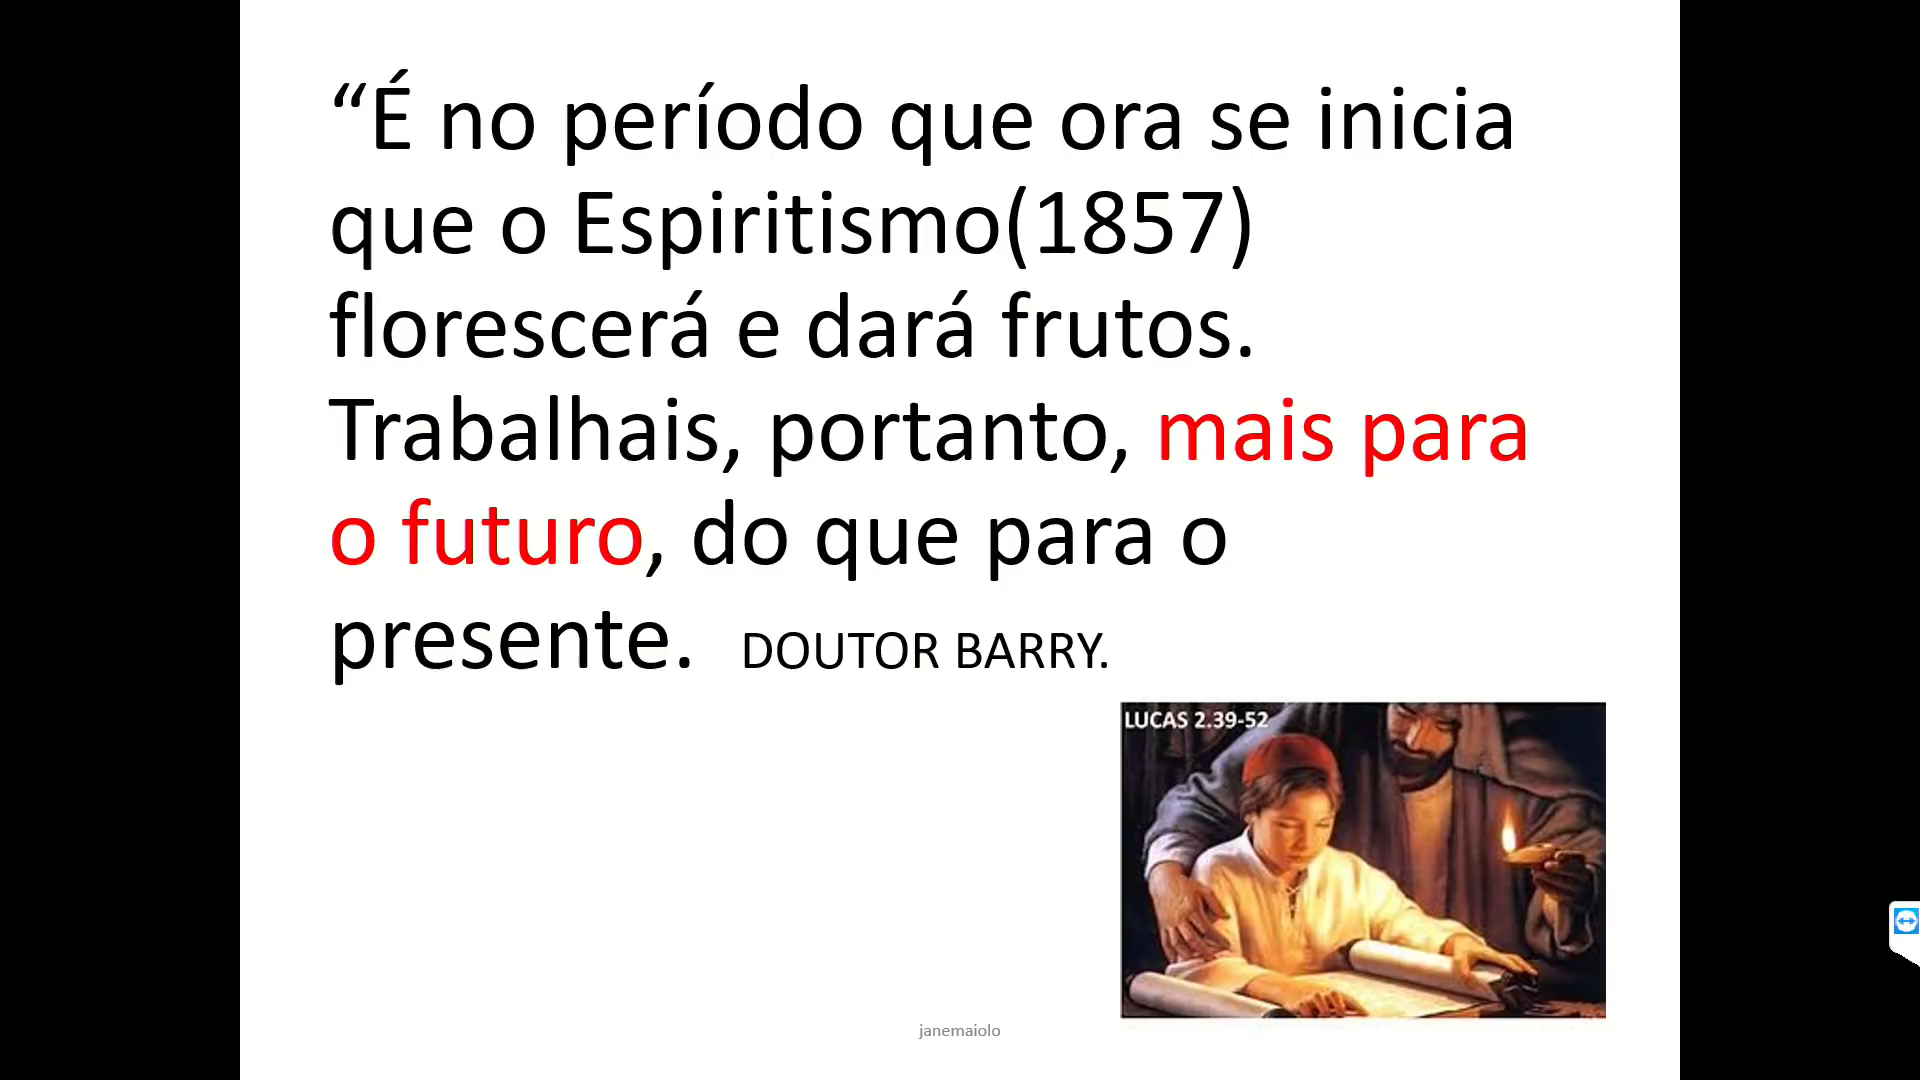 “É no período que ora se inicia
que o Espiritismo(1857)
florescerá e dará frutos.
Trabalhais, portanto, mais para
o futuro, do que para o
presente. DOUTOR BARRY.
LUCAS 2.39-52
janemaiolo